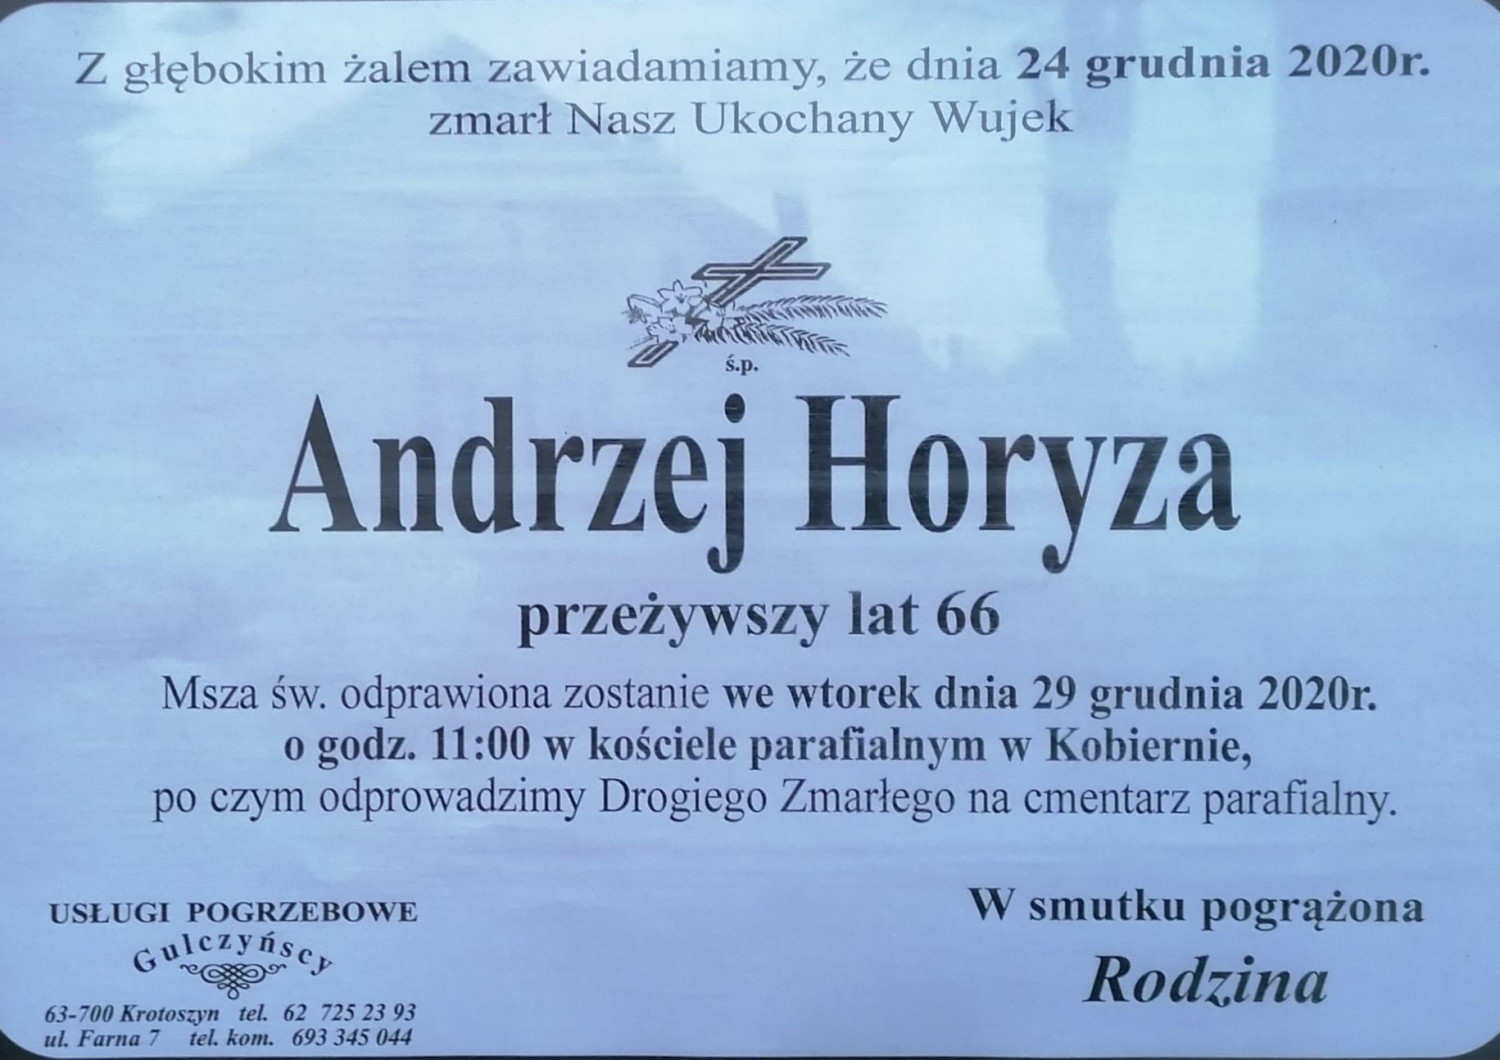 Z głębokim żalem zawiadamiamy, że dnia 24 grudnia 2020r.
zmarł Nasz Ukochany Wujek
ś.p.
Andrzej Horyza
przeżywszy lat 66
Msza św. odprawiona zostanie we wtorek dnia 29 grudnia 2020r.
o godz. 11:00 w kościele parafialnym w Kobiernie,
po czym odprowadzimy Drogiego Zmarłego na cmentarz parafialny.
W smutku pogrążona
Rodzina
USŁUGI POGRZEBOWE
Gulczyńscy
63-700 Krotoszyn tel. 62 725 23 93
ul. Farna 7 tel. kom. 693 345 044